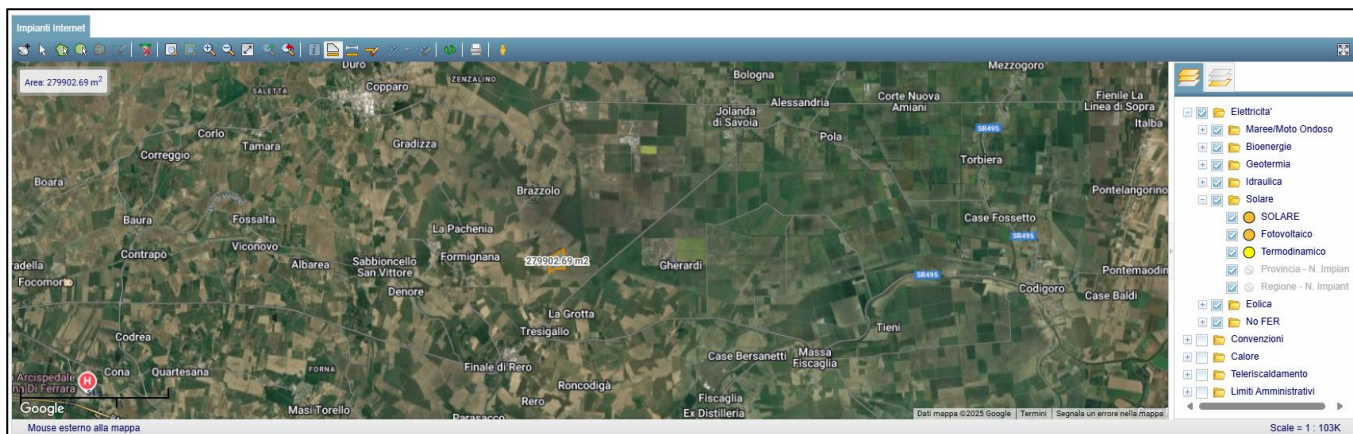 Impianti Internet
Area: 279902.69 m2
Duro
Copparo
ZENZALINO
SALETTA
Bologna
Mezzogoro
Jolanda
di Savoia
Alessandria
Corte Nuova
Amiani
Fienile La
Linea di Sopra
Italba
Corlo
Tamara
Gradizza
Pola
SR495
Correggio
Torbiera
Boara
Brazzolo
Pontelangorino
Baura
Fossalta
La Pachenia
Case Fossetto
Contrapò
Viconovo
Albarea
Sabbioncello
San Vittore
Formignana
279902.69 m2
Gherardi
SR495
radella
Focomorto
Denore
SR495
Codigoro
Pontemaodin
Case Baldi
La Grotta
Tresigallo
Tieni
Codrea
Case Bersanetti
Massa
Fiscaglia
Arcispedale
na Di Ferrara
H
Cona
Quartesana
FORNA
Finale di Rero
Roncodigà
Rero
Masi Torello
Parasacco
Fiscaglia
Ex Distilleria
Google
Dati mappa ©2025 Google
Termini
Segnala un errore nella mappa
Elettricita'
Maree/Moto Ondoso
Bioenergie
Geotermia
Idraulica
Solare
SOLARE
Fotovoltaico
Termodinamico
Provincia - N. Impian
Regione - N. Impiant
Eolica
No FER
Convenzioni
Calore
Teleriscaldamento
Limiti Amministrativi
Mouse esterno alla mappa
Scale = 1 : 103K